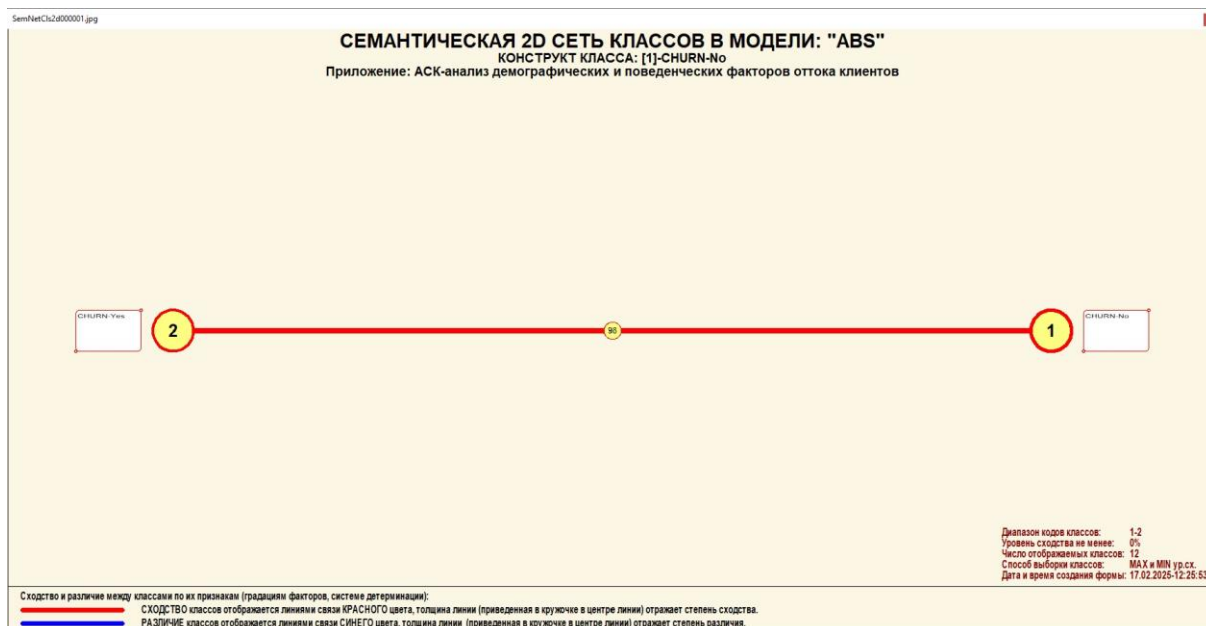 SemNetCls2d000001.jpg
СЕМАНТИЧЕСКАЯ 2D СЕТЬ КЛАССОВ В МОДЕЛИ: "ABS"
КОНСТРУКТ КЛАССА: [1]-CHURN-No
Приложение: АСК-анализ демографических и поведенческих факторов оттока клиентов
CHURN-Yes
2
98
1
CHURN-No
Диапазон кодов классов: 1-2
Уровень сходства не менее: 0%
Число отображаемых классов: 12
Способ выборки классов: MAX и MIN ур.сх.
Дата и время создания формы: 17.02.2025-12:25:53
Сходство и различие между классами по их признакам (градациям факторов, системе детерминации):
СХОДСТВО классов отображается линиями связи КРАСНОГО цвета, толщина линии (приведенная в кружочке в центре линии) отражает степень сходства.
РАЗЛИЧИЕ классов отображается линиями связи СИНЕГО цвета, толщина линии (приведенная в кружочке в центре линии) отражает степень различия.